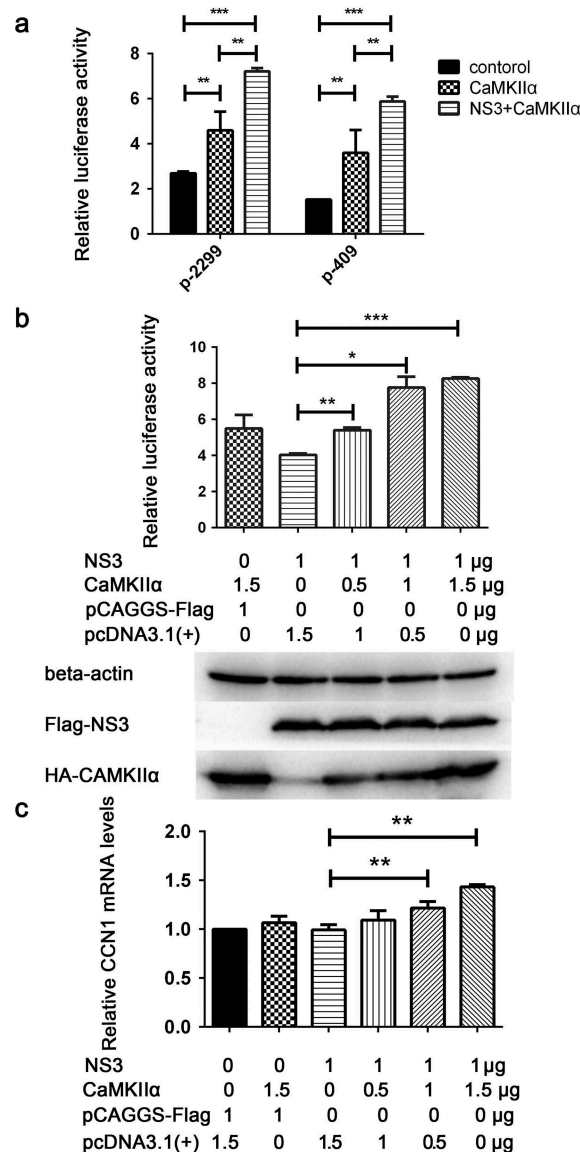 a
Relative luciferase activity
8
6
4
2
0
*** ***
** **
** **
p-2299 p-409
contorol
CaMKIIα
NS3+CaMKIIα
b
Relative luciferase activity
10
8
6
4
2
0
***
*
**
NS3 0 1 1 1 1 µg
CaMKIIα 1.5 0 0.5 1 1.5 µg
pCAGGS-Flag 1 0 0 0 0 µg
pcDNA3.1(+) 0 1.5 1 0.5 0 µg
beta-actin
Flag-NS3
HA-CAMKIIα
c
Relative CCN1 mRNA levels
2.0
1.5
1.0
0.5
0.0
**
**
NS3 0 0 1 1 1 1 µg
CaMKIIα 0 1.5 0 0.5 1 1.5 µg
pCAGGS-Flag 1 1 0 0 0 0 µg
pcDNA3.1(+) 1.5 0 1.5 1 0.5 0 µg